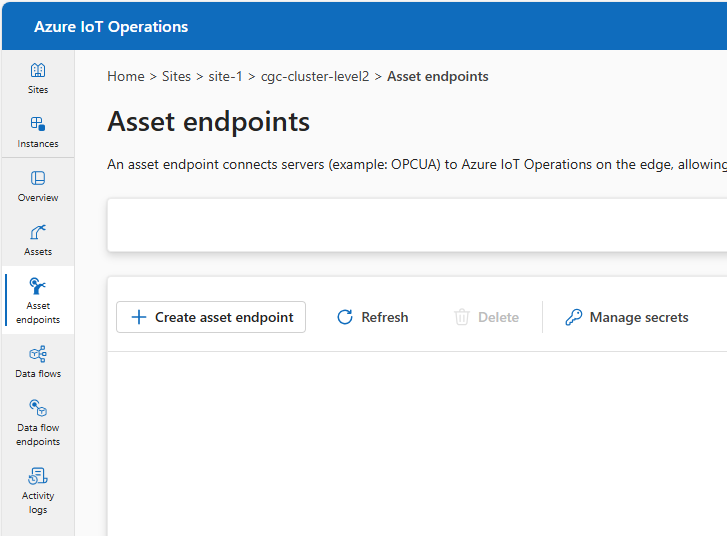 Azure IoT Operations
Home > Sites > site-1 > cgc-cluster-level2 > Asset endpoints
Sites
Instances
Overview
Assets
Asset
endpoints
Data flows
Data flow
endpoints
Activity
logs
Asset endpoints
An asset endpoint connects servers (example: OPCUA) to Azure IoT Operations on the edge, allowing
Create asset endpoint
Refresh
Delete
Manage secrets